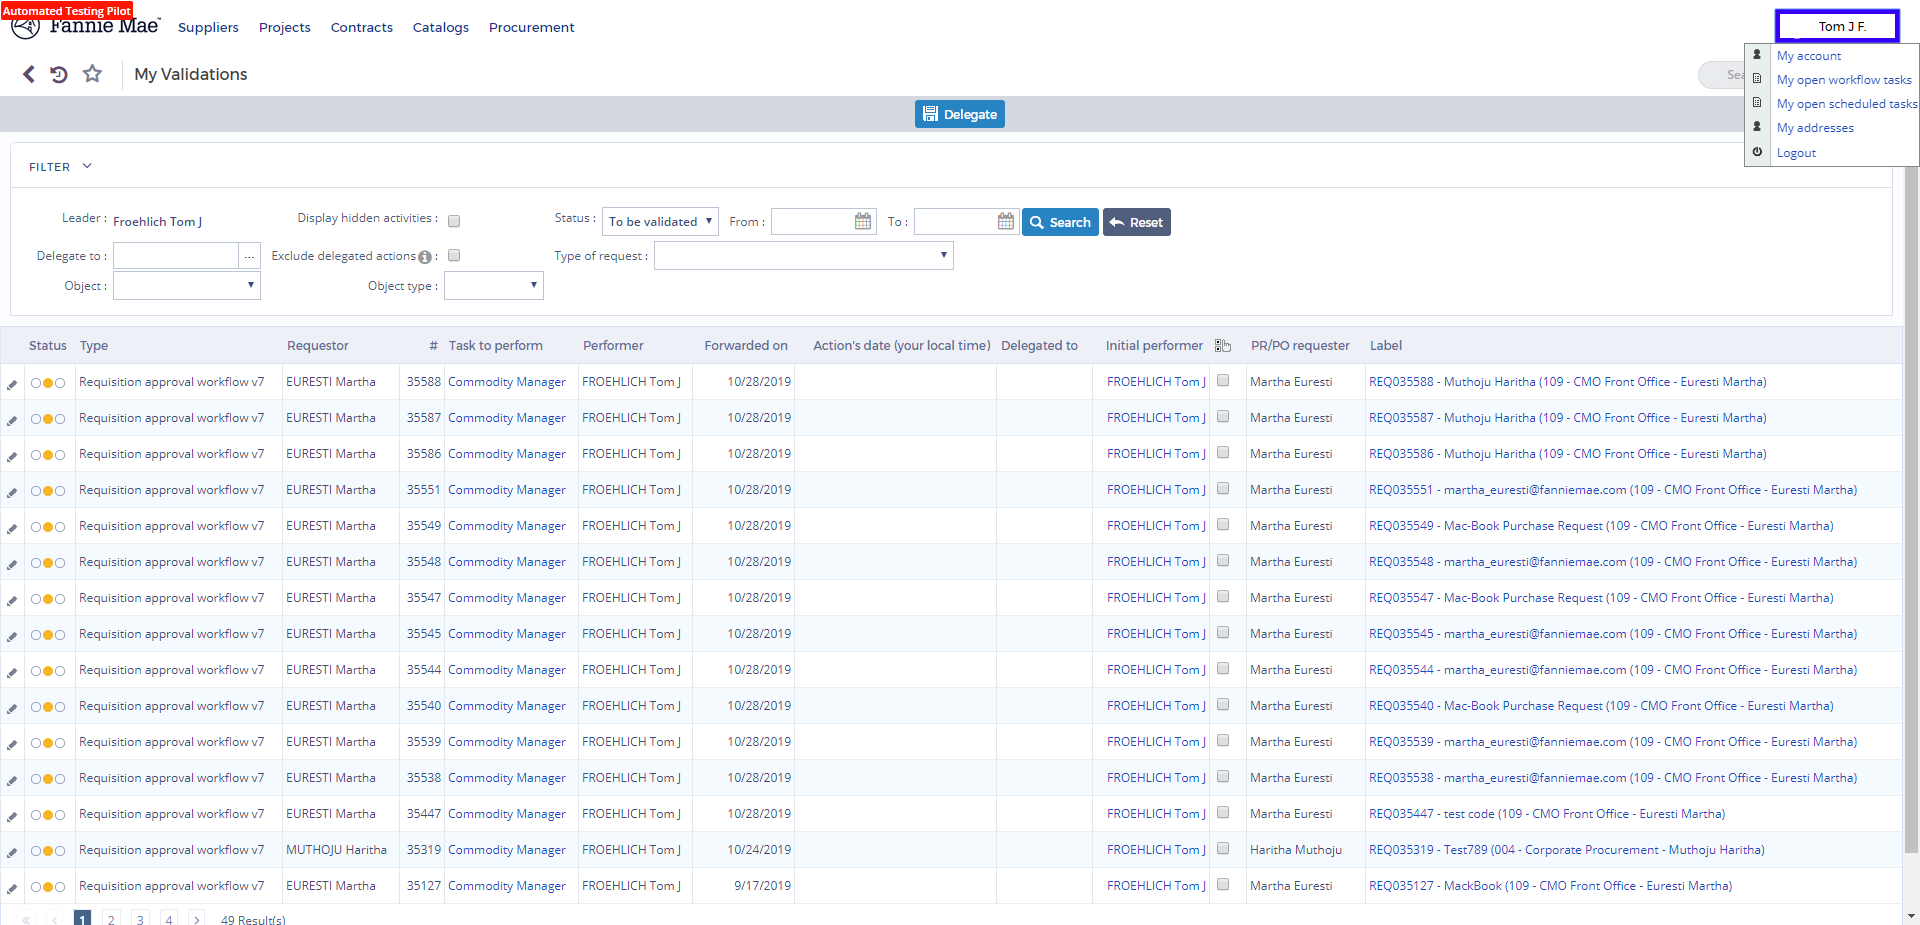 Automated Testing Pilot
Fannie Mae Suppliers Projects Contracts Catalogs Procurement Tom J F.
My Validations
My account
My open workflow tasks
My open scheduled tasks
My addresses
Logout
Delegate
FILTER
Leader : Froehlich Tom J Display hidden activities : Status : To be validated From : To : Search Reset
Delegate to : ... Exclude delegated actions : Type of request :
Object : Object type :
Status Type Requestor # Task to perform Performer Forwarded on Action's date (your local time) Delegated to Initial performer PR/PO requester Label
Requisition approval workflow v7 EURESTI Martha 35588 Commodity Manager FROEHLICH Tom J 10/28/2019 FROEHLICH Tom J Martha Euresti REQ035588 - Muthoju Haritha (109 - CMO Front Office - Euresti Martha)
Requisition approval workflow v7 EURESTI Martha 35587 Commodity Manager FROEHLICH Tom J 10/28/2019 FROEHLICH Tom J Martha Euresti REQ035587 - Muthoju Haritha (109 - CMO Front Office - Euresti Martha)
Requisition approval workflow v7 EURESTI Martha 35586 Commodity Manager FROEHLICH Tom J 10/28/2019 FROEHLICH Tom J Martha Euresti REQ035586 - Muthoju Haritha (109 - CMO Front Office - Euresti Martha)
Requisition approval workflow v7 EURESTI Martha 35551 Commodity Manager FROEHLICH Tom J 10/28/2019 FROEHLICH Tom J Martha Euresti REQ035551 - martha_euresti@fanniemae.com (109 - CMO Front Office - Euresti Martha)
Requisition approval workflow v7 EURESTI Martha 35549 Commodity Manager FROEHLICH Tom J 10/28/2019 FROEHLICH Tom J Martha Euresti REQ035549 - Mac-Book Purchase Request (109 - CMO Front Office - Euresti Martha)
Requisition approval workflow v7 EURESTI Martha 35548 Commodity Manager FROEHLICH Tom J 10/28/2019 FROEHLICH Tom J Martha Euresti REQ035548 - martha_euresti@fanniemae.com (109 - CMO Front Office - Euresti Martha)
Requisition approval workflow v7 EURESTI Martha 35547 Commodity Manager FROEHLICH Tom J 10/28/2019 FROEHLICH Tom J Martha Euresti REQ035547 - Mac-Book Purchase Request (109 - CMO Front Office - Euresti Martha)
Requisition approval workflow v7 EURESTI Martha 35545 Commodity Manager FROEHLICH Tom J 10/28/2019 FROEHLICH Tom J Martha Euresti REQ035545 - martha_euresti@fanniemae.com (109 - CMO Front Office - Euresti Martha)
Requisition approval workflow v7 EURESTI Martha 35544 Commodity Manager FROEHLICH Tom J 10/28/2019 FROEHLICH Tom J Martha Euresti REQ035544 - martha_euresti@fanniemae.com (109 - CMO Front Office - Euresti Martha)
Requisition approval workflow v7 EURESTI Martha 35540 Commodity Manager FROEHLICH Tom J 10/28/2019 FROEHLICH Tom J Martha Euresti REQ035540 - Mac-Book Purchase Request (109 - CMO Front Office - Euresti Martha)
Requisition approval workflow v7 EURESTI Martha 35539 Commodity Manager FROEHLICH Tom J 10/28/2019 FROEHLICH Tom J Martha Euresti REQ035539 - martha_euresti@fanniemae.com (109 - CMO Front Office - Euresti Martha)
Requisition approval workflow v7 EURESTI Martha 35538 Commodity Manager FROEHLICH Tom J 10/28/2019 FROEHLICH Tom J Martha Euresti REQ035538 - martha_euresti@fanniemae.com (109 - CMO Front Office - Euresti Martha)
Requisition approval workflow v7 EURESTI Martha 35447 Commodity Manager FROEHLICH Tom J 10/28/2019 FROEHLICH Tom J Martha Euresti REQ035447 - test code (109 - CMO Front Office - Euresti Martha)
Requisition approval workflow v7 MUTHOJU Haritha 35319 Commodity Manager FROEHLICH Tom J 10/24/2019 FROEHLICH Tom J Haritha Muthoju REQ035319 - Test789 (004 - Corporate Procurement - Muthoju Haritha)
Requisition approval workflow v7 EURESTI Martha 35127 Commodity Manager FROEHLICH Tom J 9/17/2019 FROEHLICH Tom J Martha Euresti REQ035127 - MackBook (109 - CMO Front Office - Euresti Martha)
« ‹ 1 2 3 4 › 49 Result(s)